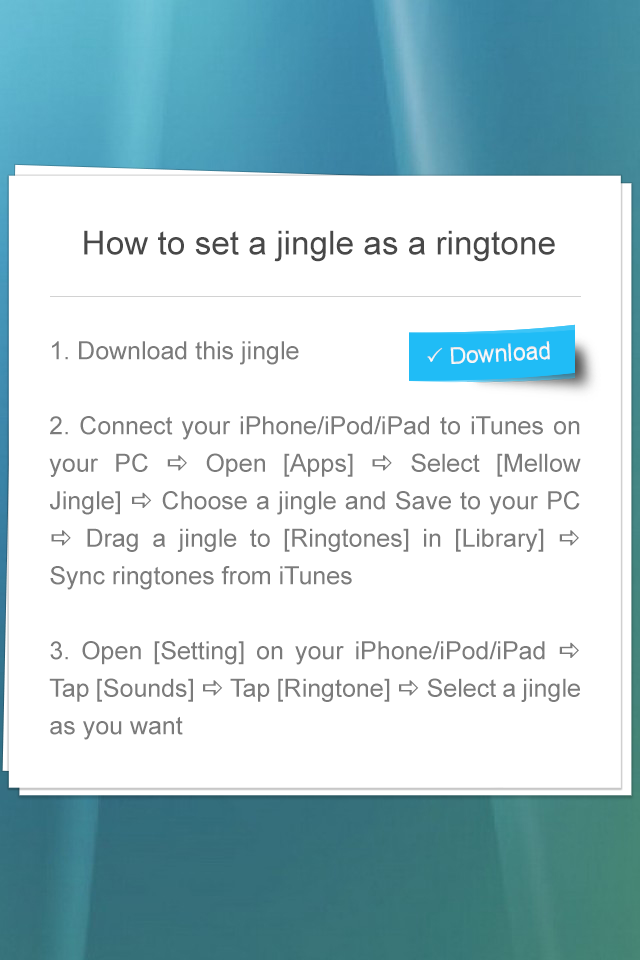 How to set a jingle as a ringtone
1. Download this jingle
✓ Download
2. Connect your iPhone/iPod/iPad to iTunes on
your PC ⇨ Open [Apps] ⇨ Select [Mellow
Jingle] ⇨ Choose a jingle and Save to your PC
⇨ Drag a jingle to [Ringtones] in [Library] ⇨
Sync ringtones from iTunes
3. Open [Setting] on your iPhone/iPod/iPad ⇨
Tap [Sounds] ⇨ Tap [Ringtone] ⇨ Select a jingle
as you want